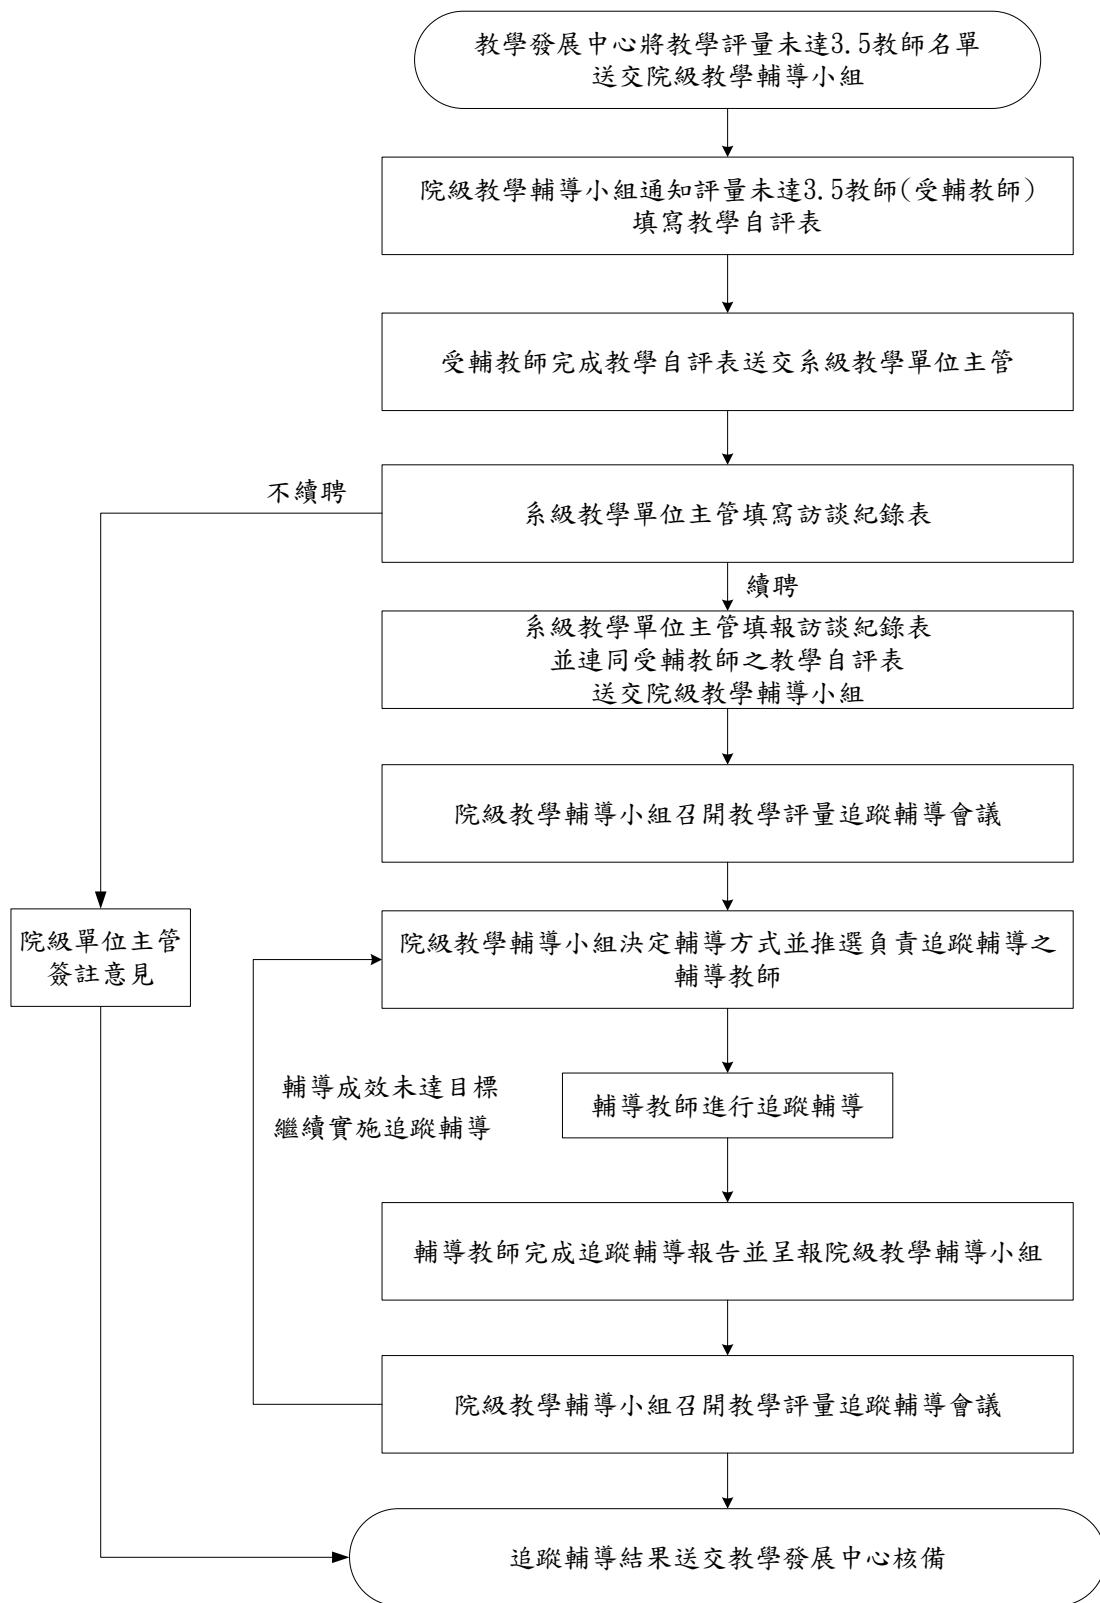 教學發展中心將教學評量未達3.5教師名單
送交院級教學輔導小組
院級教學輔導小組通知評量未達3.5教師(受輔教師)
填寫教學自評表
受輔教師完成教學自評表送交系級教學單位主管
不續聘
系級教學單位主管填寫訪談紀錄表
續聘
系級教學單位主管填報訪談紀錄表
並連同受輔教師之教學自評表
送交院級教學輔導小組
院級教學輔導小組召開教學評量追蹤輔導會議
院級單位主管
簽註意見
院級教學輔導小組決定輔導方式並推選負責追蹤輔導之
輔導教師
輔導成效未達目標
繼續實施追蹤輔導
輔導教師進行追蹤輔導
輔導教師完成追蹤輔導報告並呈報院級教學輔導小組
院級教學輔導小組召開教學評量追蹤輔導會議
追蹤輔導結果送交教學發展中心核備